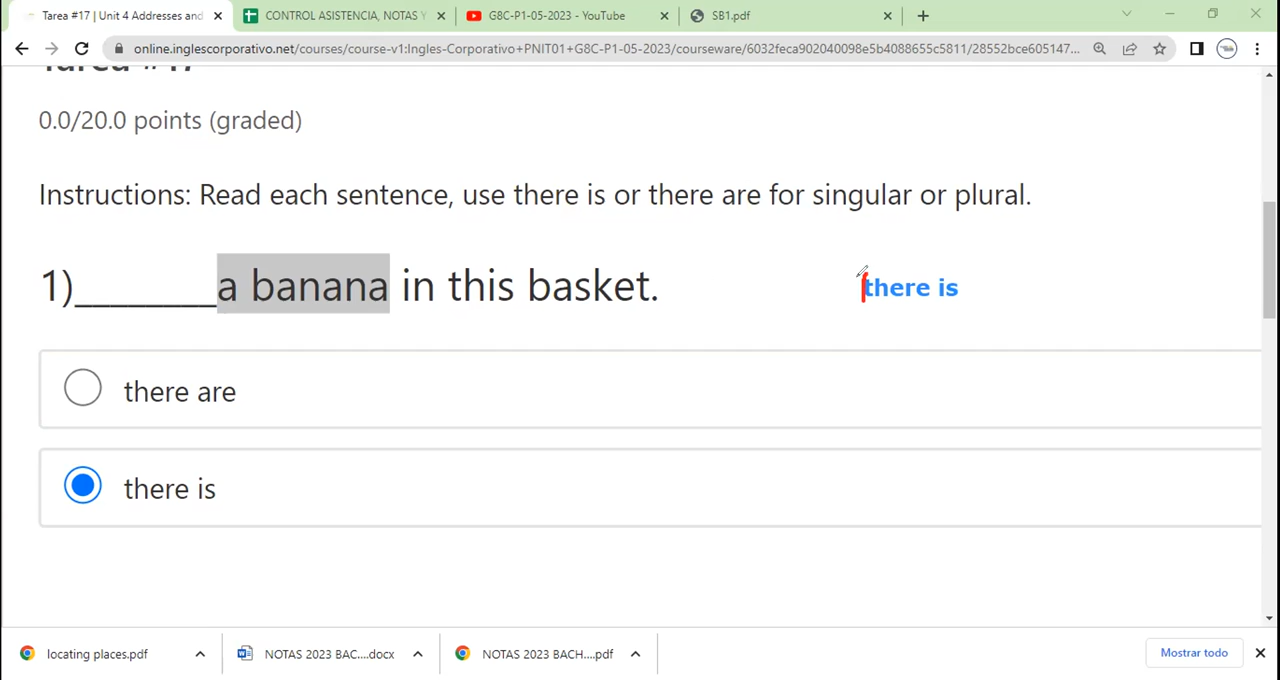 Tarea #17 | Unit 4 Addresses and
CONTROL ASISTENCIA, NOTAS Y
G8C-P1-05-2023 - YouTube
SB1.pdf
online.inglescorporativo.net/courses/course-v1:Ingles-Corporativo+PNIT01+G8C-P1-05-2023/courseware/6032feca902040098e5b4088655c5811/28552bce605147...
Tarea #17
0.0/20.0 points (graded)
Instructions: Read each sentence, use there is or there are for singular or plural.
1)________a banana in this basket.
there is
there are
there is
locating places.pdf
NOTAS 2023 BAC....docx
NOTAS 2023 BACH....pdf
Mostrar todo